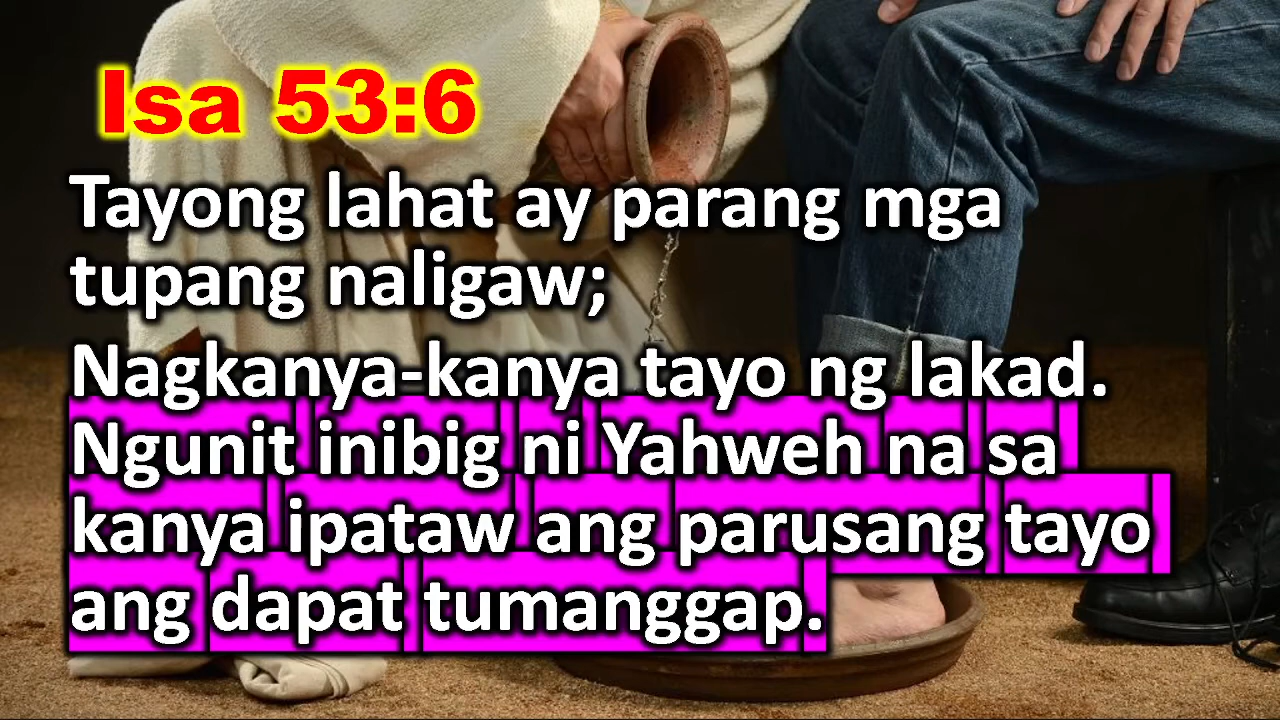 Isa 53:6
Tayong lahat ay parang mga
tupang naligaw;
Nagkanya-kanya tayo ng lakad.
Ngunit inibig ni Yahweh na sa
kanya ipataw ang parusang tayo
ang dapat tumanggap.